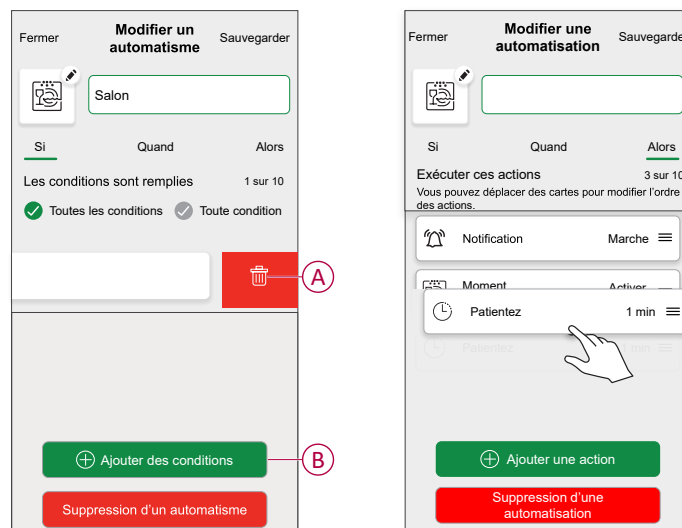 Fermer
Modifier un
automatisme
Sauvegarder
Salon
Si
Quand
Alors
Les conditions sont remplies
1 sur 10
Toutes les conditions
Toute condition
A
Ajouter des conditions
B
Suppression d'un automatisme
Fermer
Modifier une
automatisation
Sauvegarde
Si
Quand
Alors
Exécuter ces actions
3 sur 10
Vous pouvez déplacer des cartes pour modifier l'ordre
des actions.
Notification
Marche
Moment
Activer
Patientez
1 min
Patientez
1 min
Ajouter une action
Suppression d'une
automatisation